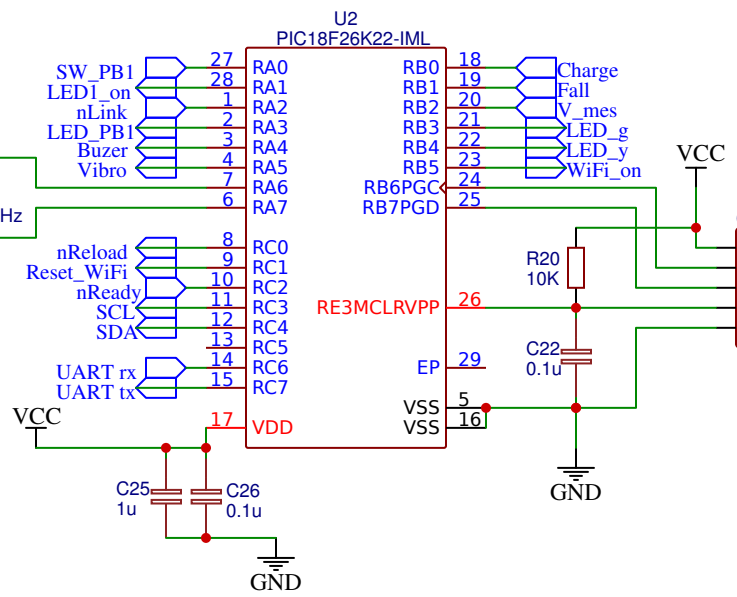 U2
PIC18F26K22-IML
SW_PB1 27 RA0 RB0 18 Charge
LED1_on 28 RA1 RB1 19 Fall
nLink 1 RA2 RB2 20 V_mes
LED_PB1 2 RA3 RB3 21 LED_g
Buzer 3 RA4 RB4 22 LED_y
Vibro 4 RA5 RB5 23 WiFi_on
VCC
7 RA6 RB6PGC 24
Hz 6 RA7 RB7PGD 25
nReload 8 RC0
Reset_WiFi 9 RC1
R20
10K
nReady 10 RC2
SCL 11 RC3 RE3MCLRVPP 26
SDA 12 RC4
13 RC5
C22
0.1u
UART rx 14 RC6 EP 29
UART tx 15 RC7
VSS 5
VCC
17 VDD VSS 16
C25
1u
C26
0.1u
GND
GND